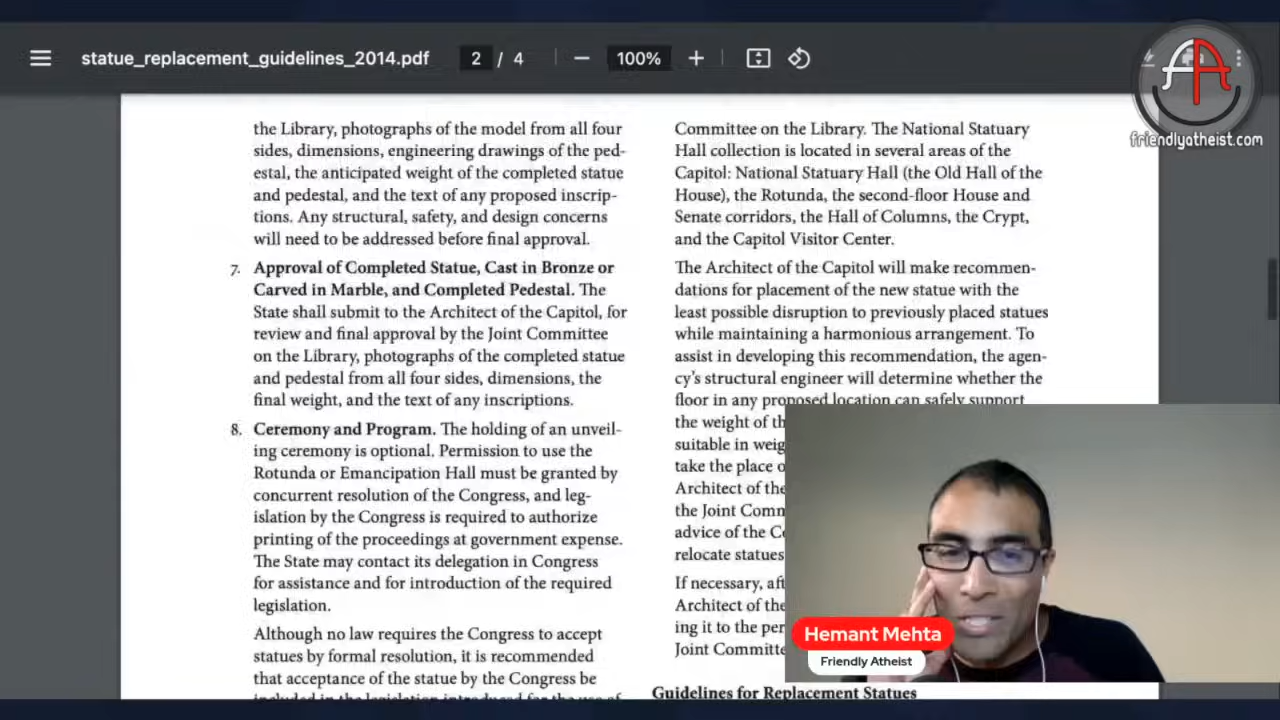 statue_replacement_guidelines_2014.pdf
2 / 4
100%
friendlyatheist.com
the Library, photographs of the model from all four
sides, dimensions, engineering drawings of the ped-
estal, the anticipated weight of the completed statue
and pedestal, and the text of any proposed inscrip-
tions. Any structural, safety, and design concerns
will need to be addressed before final approval.
7. Approval of Completed Statue, Cast in Bronze or
Carved in Marble, and Completed Pedestal. The
State shall submit to the Architect of the Capitol, for
review and final approval by the Joint Committee
on the Library, photographs of the completed statue
and pedestal from all four sides, dimensions, the
final weight, and the text of any inscriptions.
8. Ceremony and Program. The holding of an unveil-
ing ceremony is optional. Permission to use the
Rotunda or Emancipation Hall must be granted by
concurrent resolution of the Congress, and leg-
islation by the Congress is required to authorize
printing of the proceedings at government expense.
The State may contact its delegation in Congress
for assistance and for introduction of the required
legislation.
Although no law requires the Congress to accept
statues by formal resolution, it is recommended
that acceptance of the statue by the Congress be
included in the legislation introduced for the use of
Committee on the Library. The National Statuary
Hall collection is located in several areas of the
Capitol: National Statuary Hall (the Old Hall of the
House), the Rotunda, the second-floor House and
Senate corridors, the Hall of Columns, the Crypt,
and the Capitol Visitor Center.
The Architect of the Capitol will make recommen-
dations for placement of the new statue with the
least possible disruption to previously placed statues
while maintaining a harmonious arrangement. To
assist in developing this recommendation, the agen-
cy's structural engineer will determine whether the
floor in any proposed location can safely support
the weight of th
suitable in weig
take the place o
Architect of the
the Joint Comm
advice of the Co
relocate statues
If necessary, aft
Architect of the
ing it to the per
Joint Committe
Guidelines for Replacement Statues
Hemant Mehta
Friendly Atheist